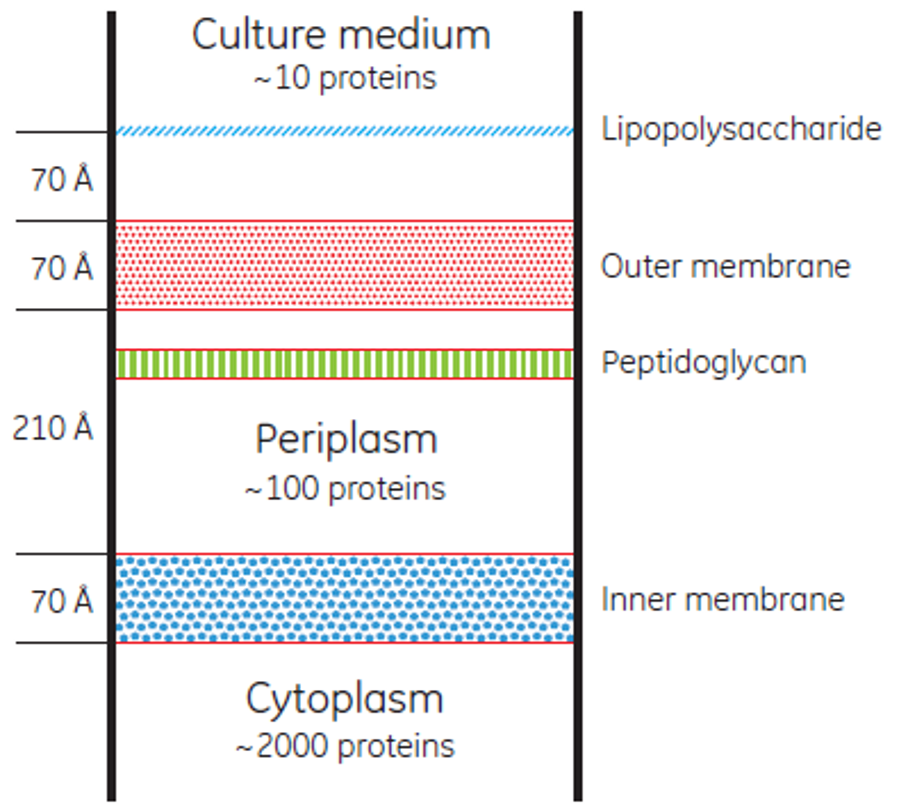 Culture medium
~10 proteins
Lipopolysaccharide
70 Å
70 Å
Outer membrane
Peptidoglycan
210 Å
Periplasm
~100 proteins
70 Å
Inner membrane
Cytoplasm
~2000 proteins